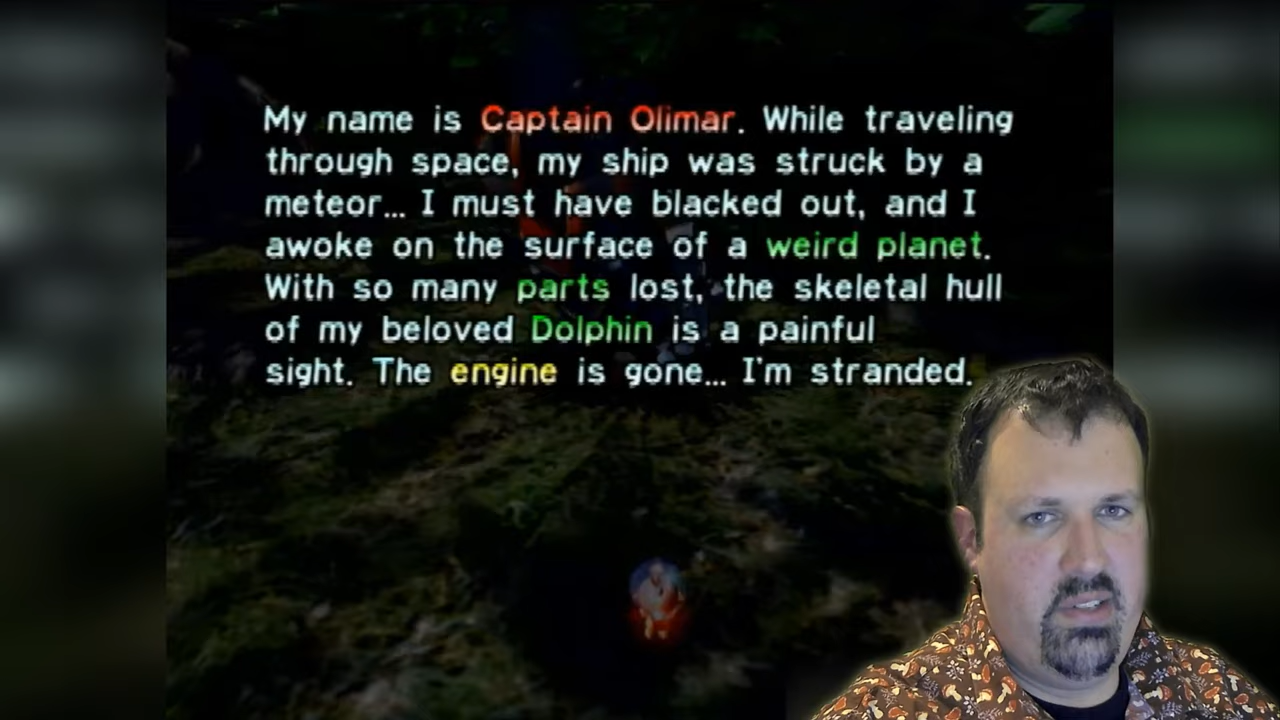 My name is Captain Olimar. While traveling
through space, my ship was struck by a
meteor... I must have blacked out, and I
awoke on the surface of a weird planet.
With so many parts lost, the skeletal hull
of my beloved Dolphin is a painful
sight. The engine is gone... I'm stranded.